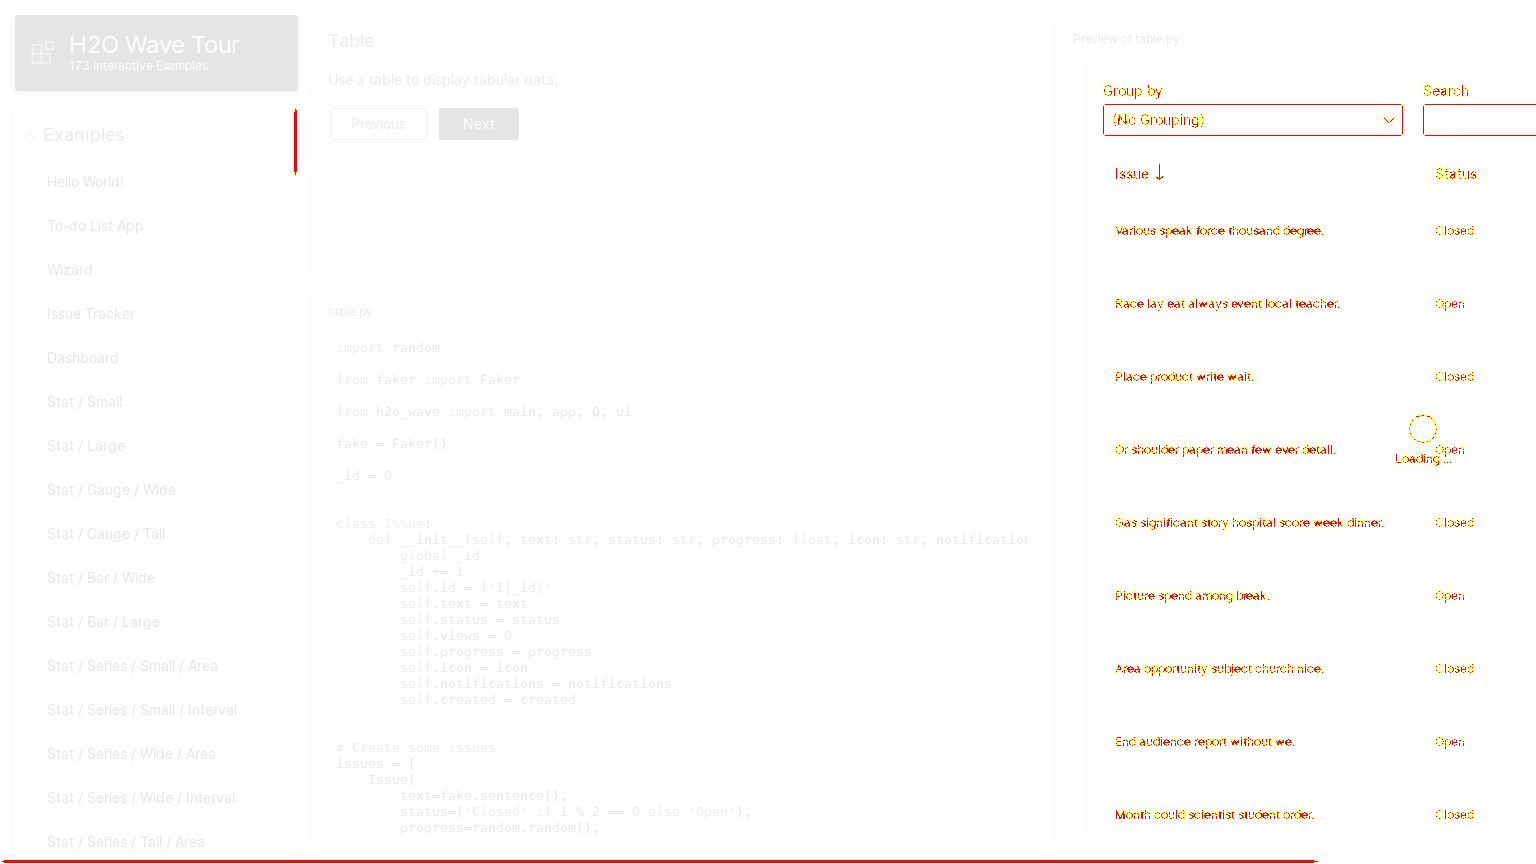 H2O Wave Tour
173 Interactive Examples
Examples
Hello World!
To-do List App
Wizard
Issue Tracker
Dashboard
Stat / Small
Stat / Large
Stat / Gauge / Wide
Stat / Gauge / Tall
Stat / Bar / Wide
Stat / Bar / Large
Stat / Series / Small / Area
Stat / Series / Small / Interval
Stat / Series / Wide / Area
Stat / Series / Wide / Interval
Stat / Series / Tall / Area
Table
Use a table to display tabular data.
Previous Next
table.py
import random
from faker import Faker
from h2o_wave import main, app, Q, ui
fake = Faker()
_id = 0
class Issue:
def __init__(self, text: str, status: str, progress: float, icon: str, notification
global _id
_id += 1
self.id = f'I{_id}'
self.text = text
self.status = status
self.views = 0
self.progress = progress
self.icon = icon
self.notifications = notifications
self.created = created
# Create some issues
issues = [
Issue(
text=fake.sentence(),
status=('Closed' if i % 2 == 0 else 'Open'),
progress=random.random(),
Preview of table.py
Group by Search
(No Grouping)
Issue Status
Various speak force thousand degree. Closed
Race lay eat always event local teacher. Open
Place product write wait. Closed
Or shoulder paper mean few ever detail. Open
Loading ...
Gas significant story hospital score week dinner. Closed
Picture spend among break. Open
Area opportunity subject church nice. Closed
End audience report without we. Open
Month could scientist student order. Closed